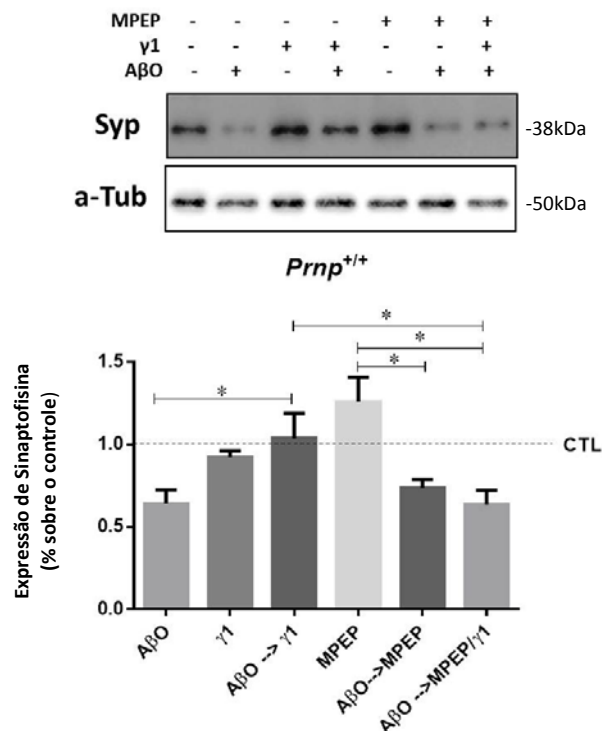 MPEP - - - - + + +
γ1 - - + + - - +
AβO - + - + - + +
Syp
-38kDa
a-Tub
-50kDa
Prnp+/+
*
*
*
*
1.5
1.0
0.5
0.0
CTL
Expressão de Sinaptofisina
(% sobre o controle)
AβO
γ1
AβO --> γ1
MPEP
AβO-->MPEP
AβO -->MPEP/γ1